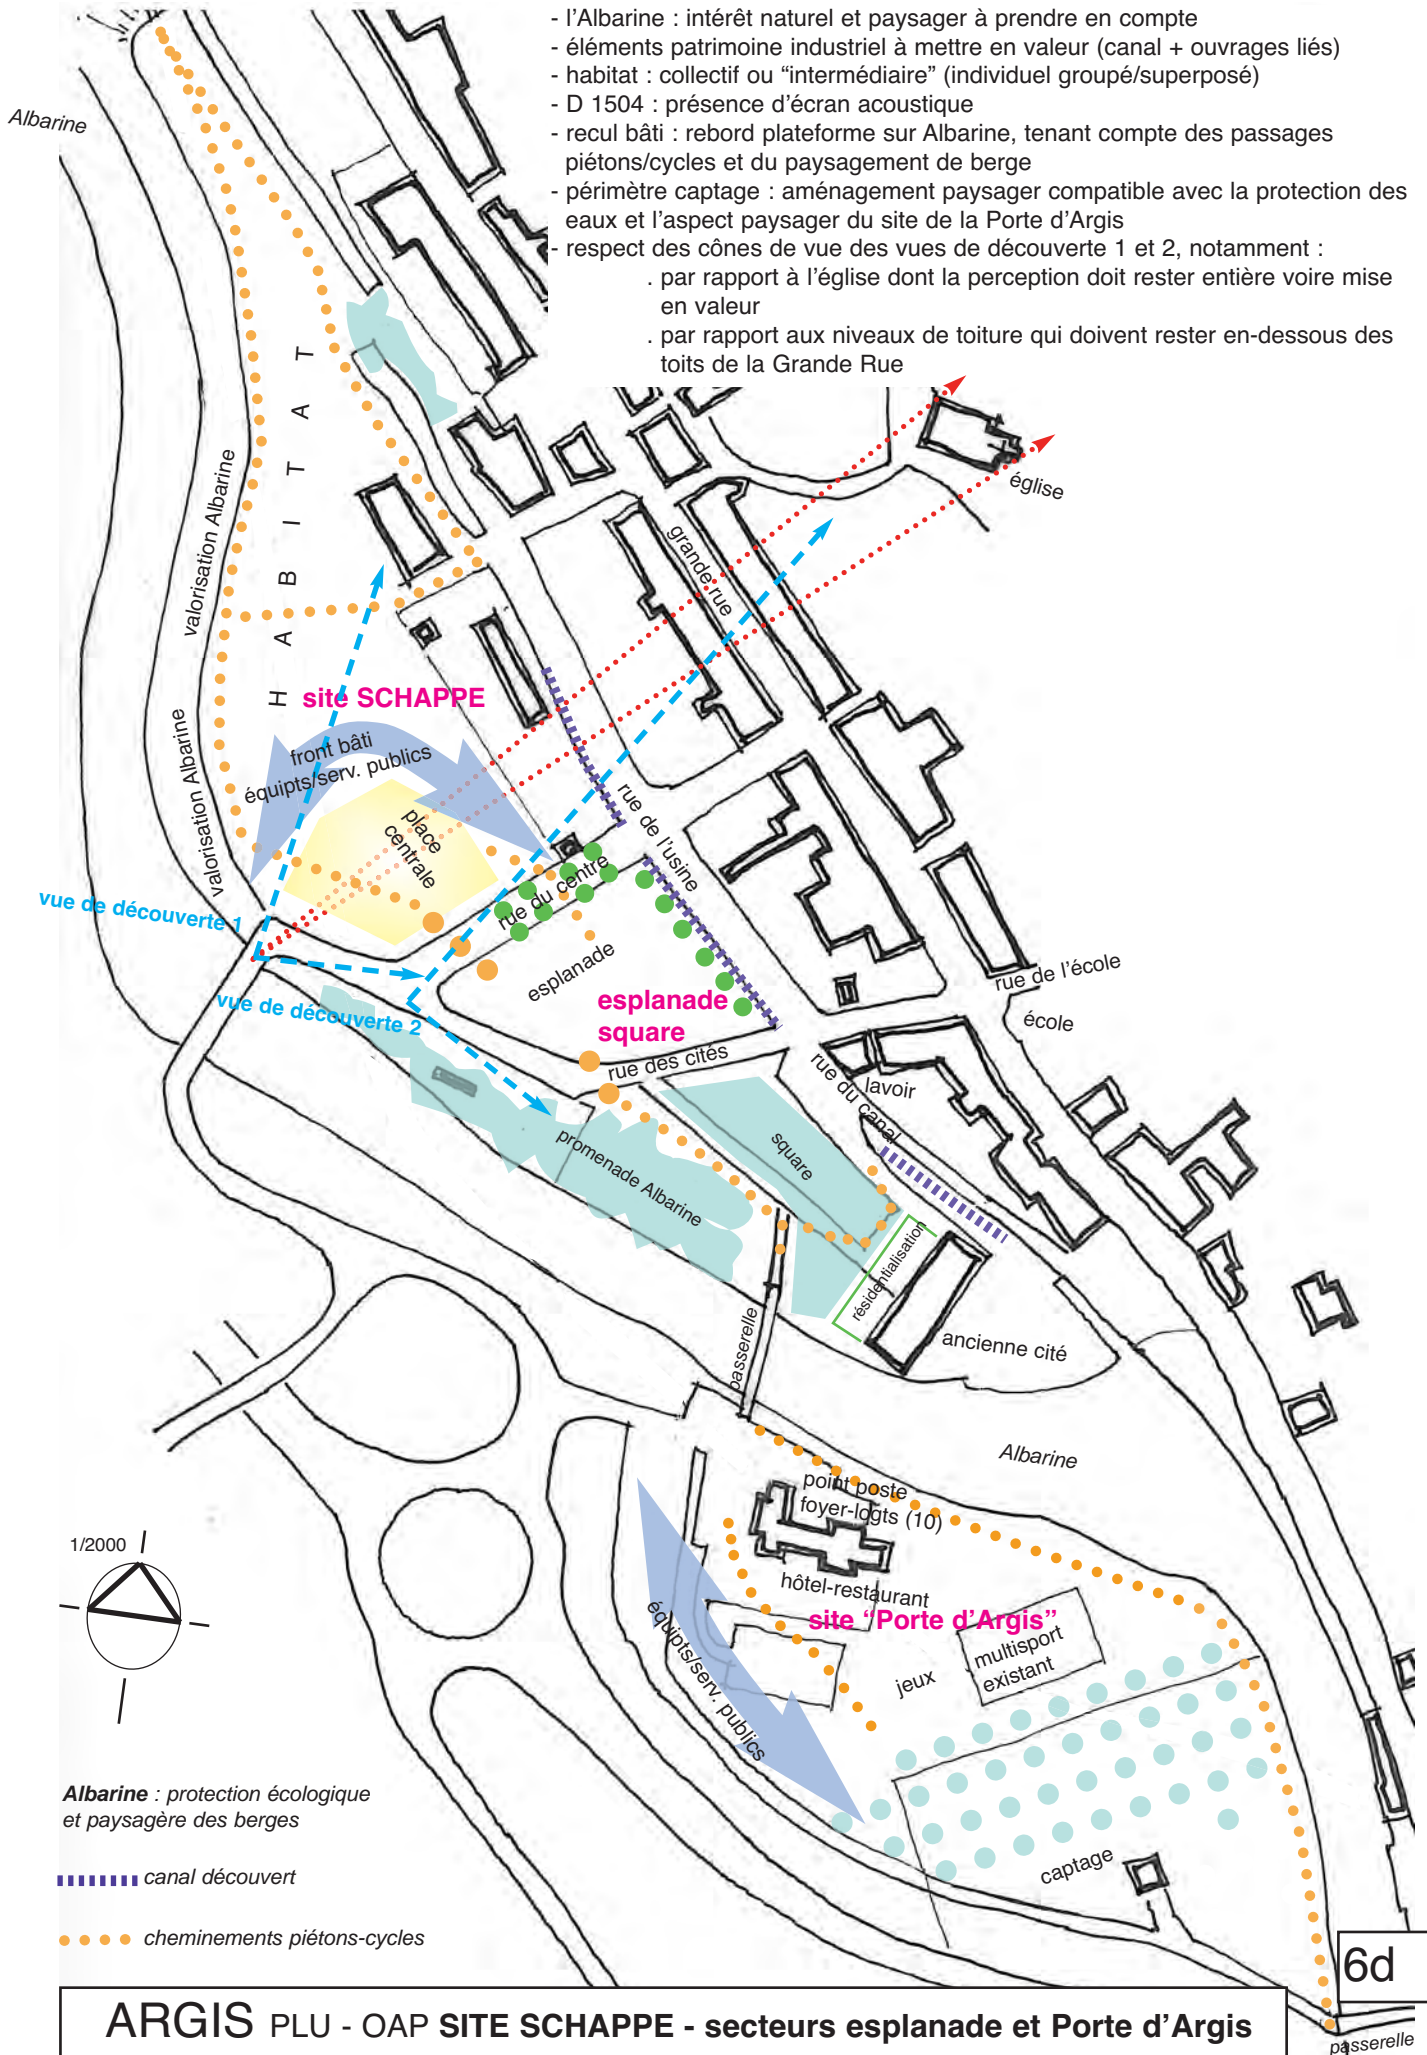 - l'Albarine : intérêt naturel et paysager à prendre en compte
- éléments patrimoine industriel à mettre en valeur (canal + ouvrages liés)
- habitat : collectif ou “intermédiaire” (individuel groupé/superposé)
- D 1504 : présence d'écran acoustique
- recul bâti : rebord plateforme sur Albarine, tenant compte des passages
piétons/cycles et du paysagement de berge
- périmètre captage : aménagement paysager compatible avec la protection des
eaux et l'aspect paysager du site de la Porte d'Argis
- respect des cônes de vue des vues de découverte 1 et 2, notamment :
. par rapport à l'église dont la perception doit rester entière voire mise
en valeur
. par rapport aux niveaux de toiture qui doivent rester en-dessous des
toits de la Grande Rue
Albarine
HABITAT
valorisation Albarine
église
grande rue
site SCHAPPE
valorisation Albarine
front bâti
équipts/serv. publics
place
centrale
rue de l'usine
rue du centre
vue de découverte 1
esplanade
esplanade
square
vue de découverte 2
rue de l'école
école
rue des cités
rue du canal
lavoir
square
promenade Albarine
résidentialisation
passerelle
ancienne cité
Albarine
point poste
foyer-logts (10)
hôtel-restaurant
site “Porte d'Argis”
équipts/serv. publics
jeux
multisport
existant
captage
1/2000
Albarine : protection écologique
et paysagère des berges
canal découvert
cheminements piétons-cycles
6d
ARGIS PLU - OAP SITE SCHAPPE - secteurs esplanade et Porte d'Argis
passerelle